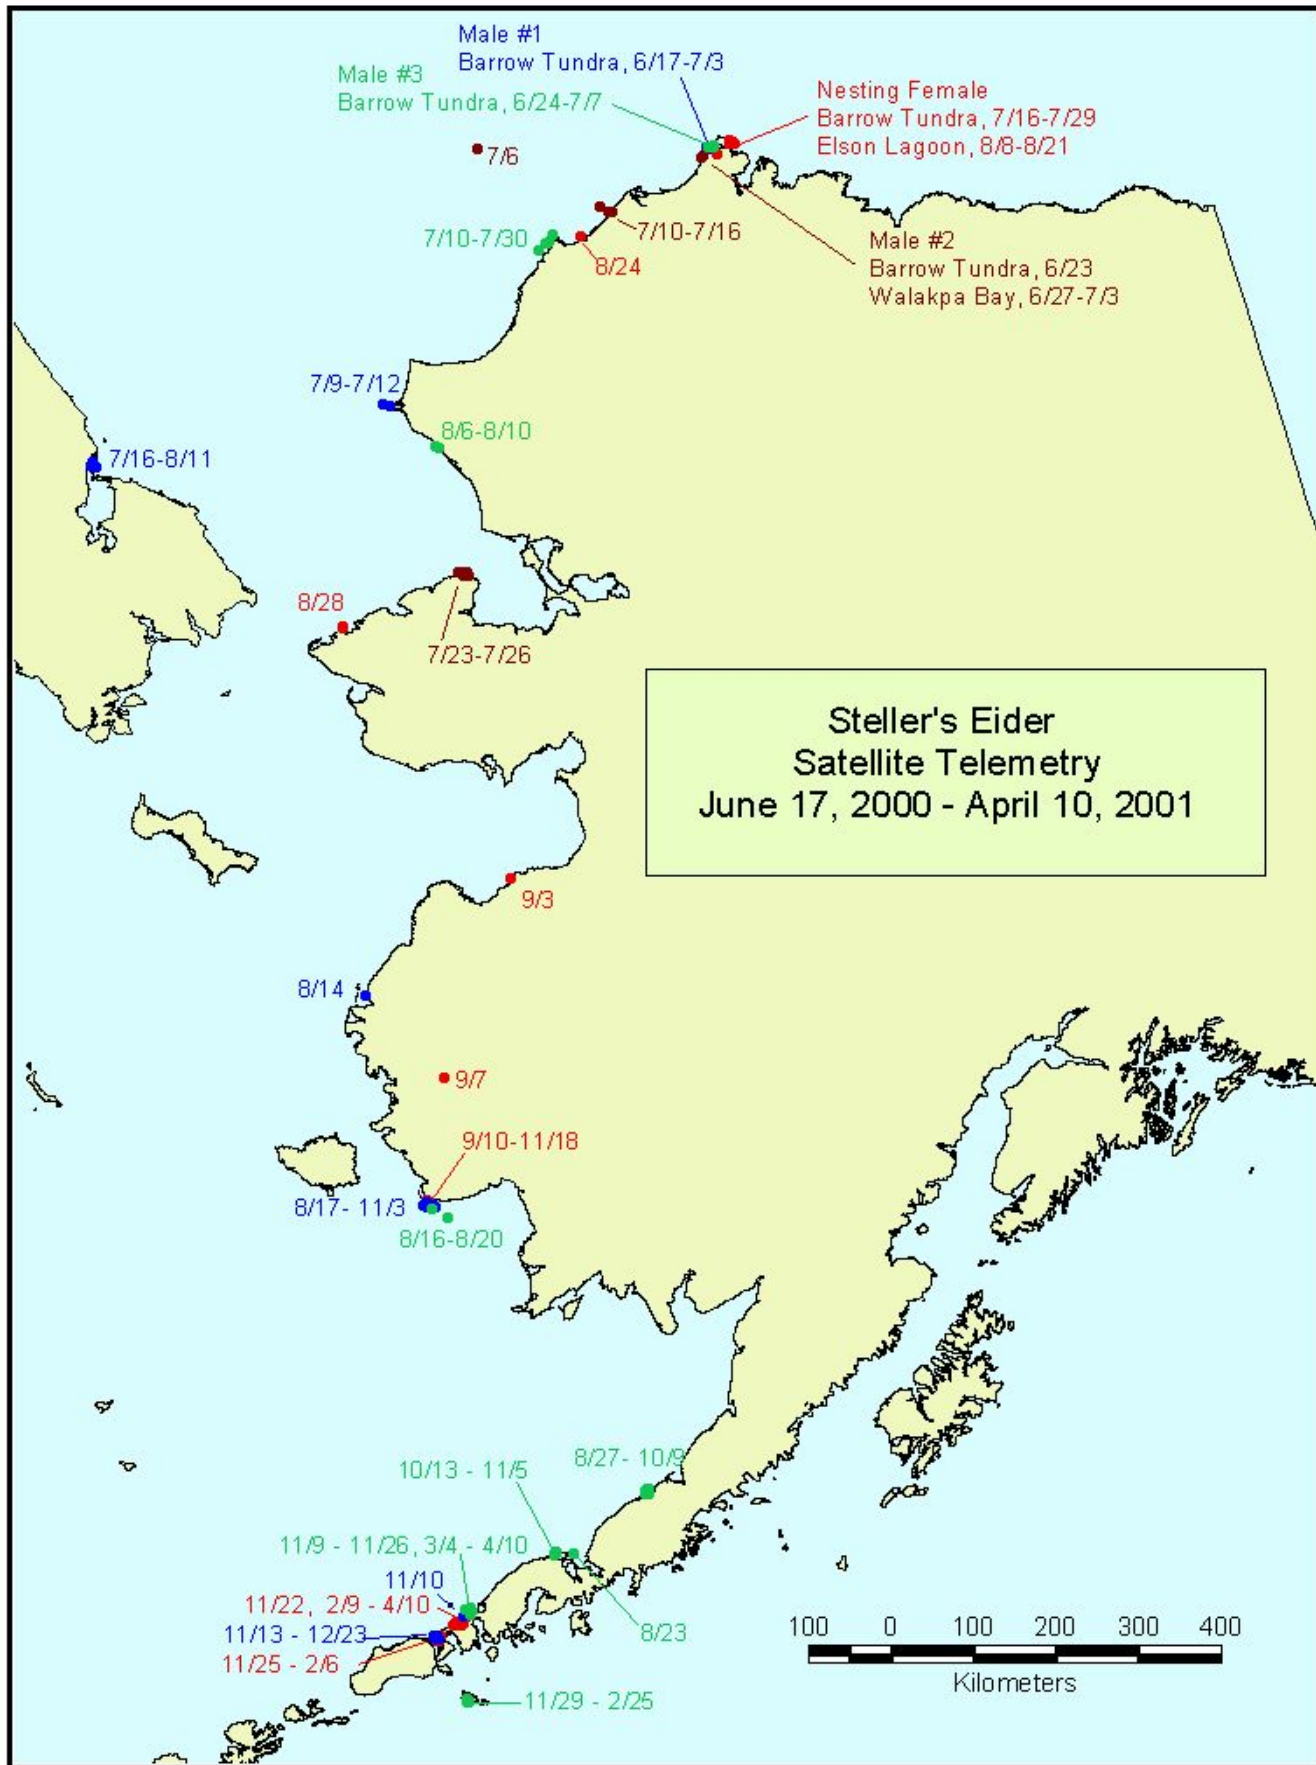 Male #1
Barrow Tundra, 6/17-7/3
Male #3
Barrow Tundra, 6/24-7/7
Nesting Female
Barrow Tundra, 7/16-7/29
Elson Lagoon, 8/8-8/21
7/6
7/10-7/16
7/10-7/30
8/24
Male #2
Barrow Tundra, 6/23
Walakpa Bay, 6/27-7/3
7/9-7/12
8/6-8/10
7/16-8/11
8/28
7/23-7/26
Steller's Eider
Satellite Telemetry
June 17, 2000 - April 10, 2001
9/3
8/14
9/7
9/10-11/18
8/17- 11/3
8/16-8/20
8/27- 10/9
10/13 - 11/5
11/9 - 11/26, 3/4 - 4/10
11/10
11/22, 2/9 - 4/10
11/13 - 12/23
11/25 - 2/6
8/23
11/29 - 2/25
100 0 100 200 300 400
Kilometers